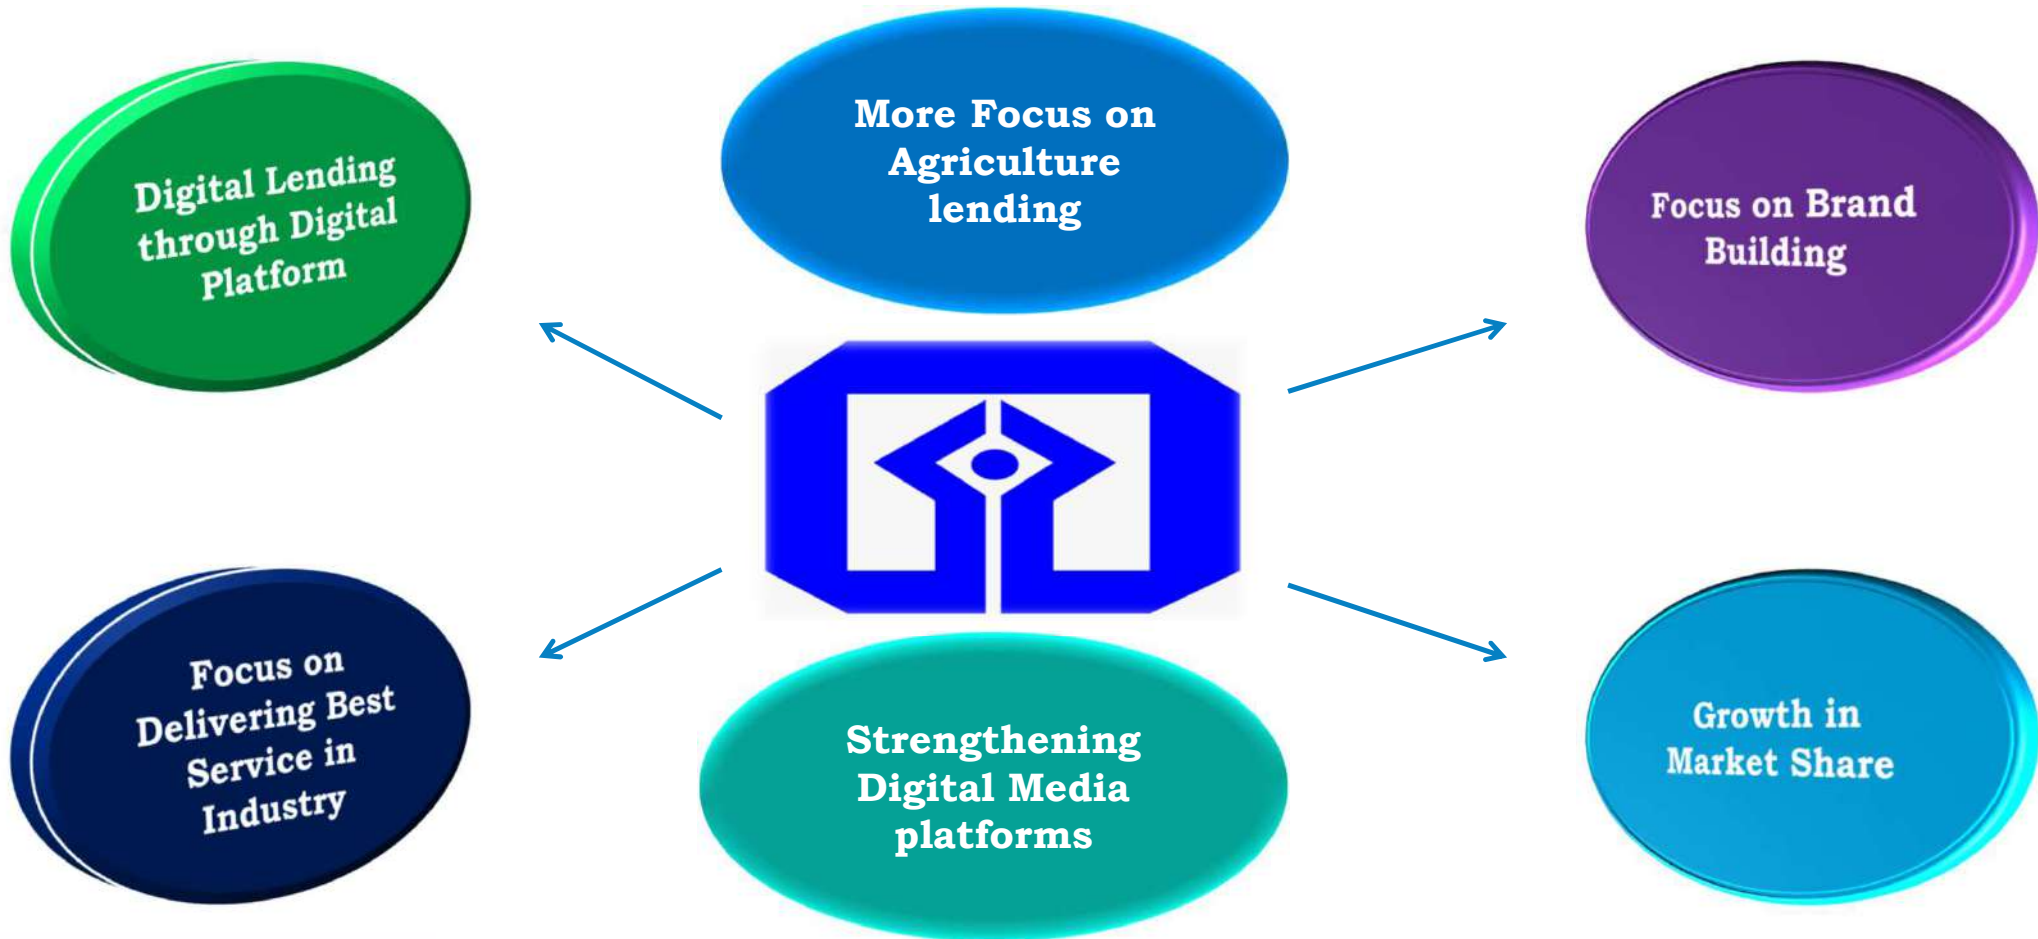 Digital Lending
through Digital
Platform
More Focus on
Agriculture
lending
Focus on Brand
Building
Focus on
Delivering Best
Service in
Industry
Strengthening
Digital Media
platforms
Growth in
Market Share